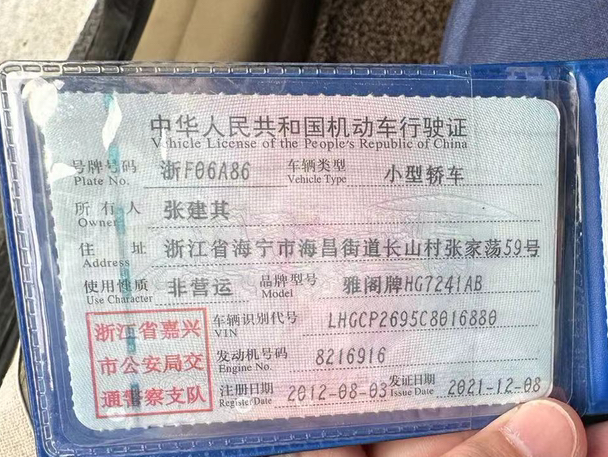 中华人民共和国机动车行驶证
Vehicle License of the People's Republic of China
号牌号码 浙F06A86 车辆类型 小型轿车
Plate No. Vehicle Type
所有人 张建其
Owner
住址 浙江省海宁市海昌街道长山村张家荡59号
Address
使用性质 非营运 品牌型号 雅阁牌HG7241AB
Use Character Model
浙江省嘉兴
市公安局交
通警察支队
车辆识别代号 LHGCP2695C8016880
VIN
发动机号码 8216916
Engine No.
注册日期 2012-08-03 发证日期 2021-12-08
Register Date Issue Date